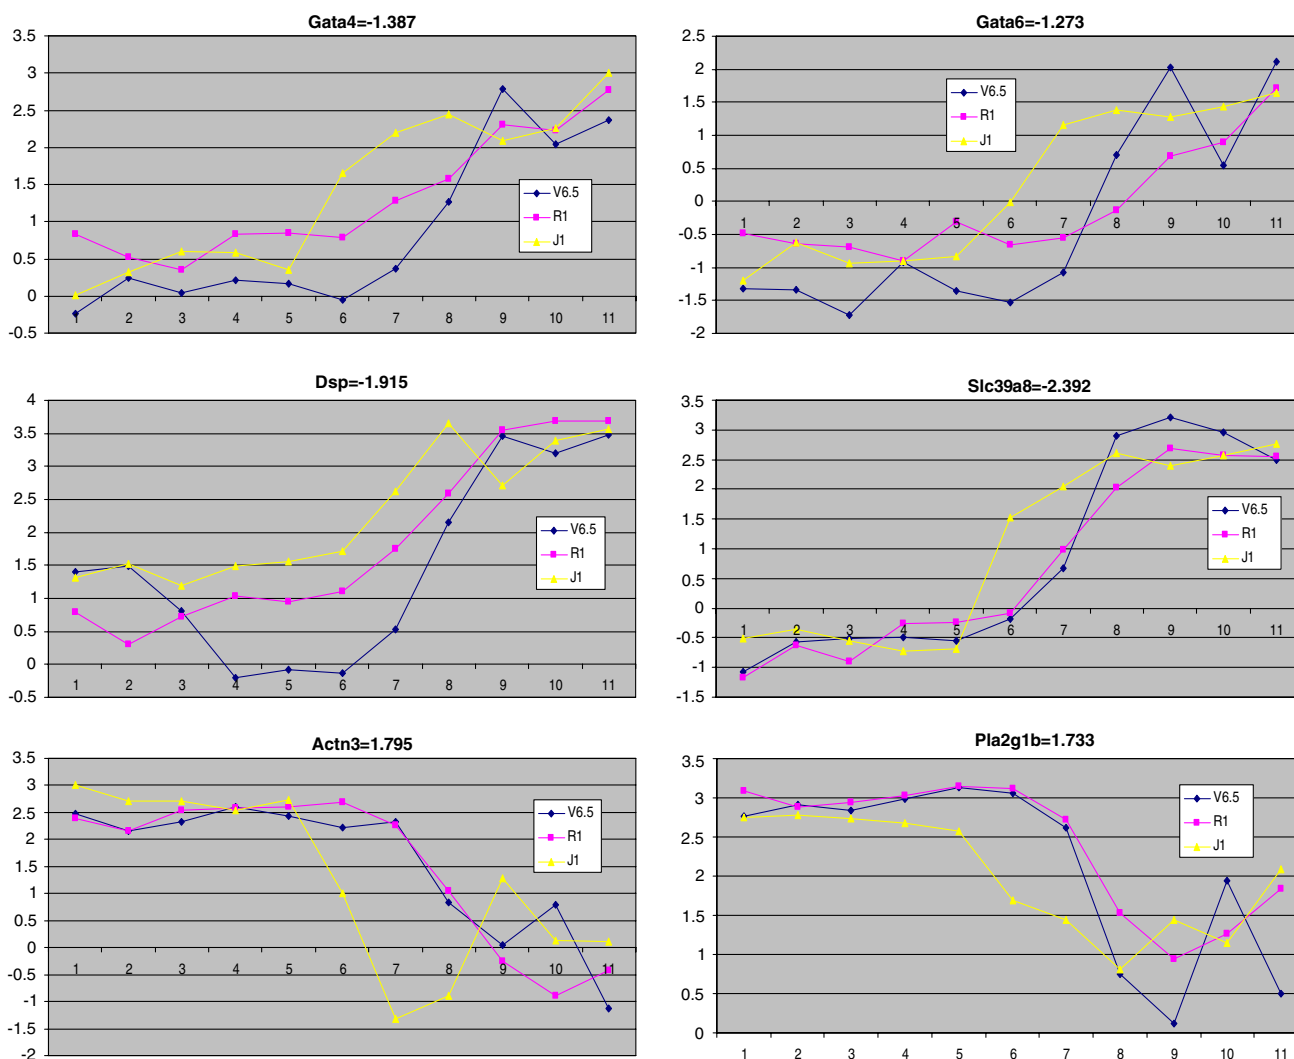 Gata4=-1.387
3.5
3
2.5
2
1.5
1
0.5
0
-0.5
1 2 3 4 5 6 7 8 9 10 11
V6.5
R1
J1
Gata6=-1.273
2.5
2
1.5
1
0.5
0
-0.5
-1
-1.5
-2
1 2 3 4 5 6 7 8 9 10 11
V6.5
R1
J1
Dsp=-1.915
4
3.5
3
2.5
2
1.5
1
0.5
0
-0.5
1 2 3 4 5 6 7 8 9 10 11
V6.5
R1
J1
Slc39a8=-2.392
3.5
3
2.5
2
1.5
1
0.5
0
-0.5
-1
-1.5
1 2 3 4 5 6 7 8 9 10 11
V6.5
R1
J1
Actn3=1.795
3.5
3
2.5
2
1.5
1
0.5
0
-0.5
-1
-1.5
-2
1 2 3 4 5 6 7 8 9 10 11
V6.5
R1
J1
Pla2g1b=1.733
3.5
3
2.5
2
1.5
1
0.5
0
1 2 3 4 5 6 7 8 9 10 11
V6.5
R1
J1